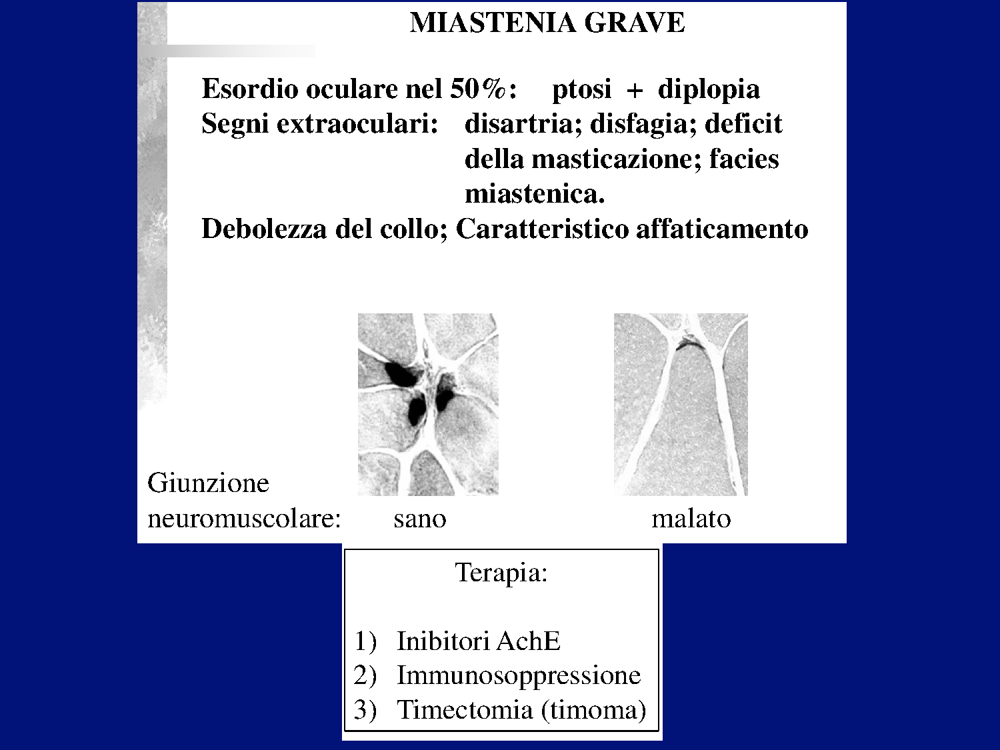 MIASTENIA GRAVE
Esordio oculare nel 50%: ptosi + diplopia
Segni extraoculari: disartria; disfagia; deficit
della masticazione; facies
miastenica.
Debolezza del collo; Caratteristico affaticamento
Giunzione
neuromuscolare: sano malato
Terapia:
1) Inibitori AchE
2) Immunosoppressione
3) Timectomia (timoma)